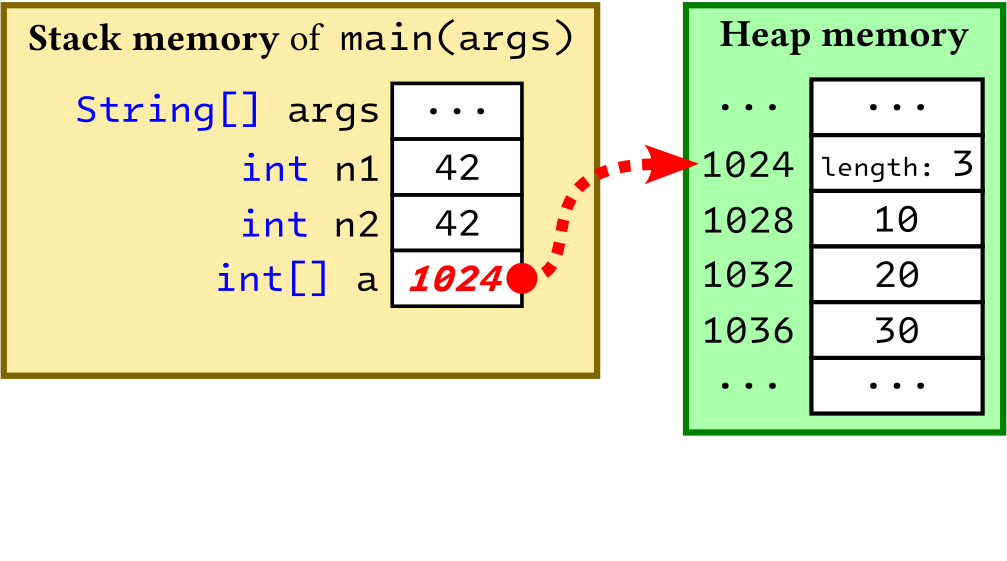 Stack memory of main(args)
String[] args ...
int n1 42
int n2 42
int[] a 1024
Heap memory
... ...
1024 length: 3
1028 10
1032 20
1036 30
... ...